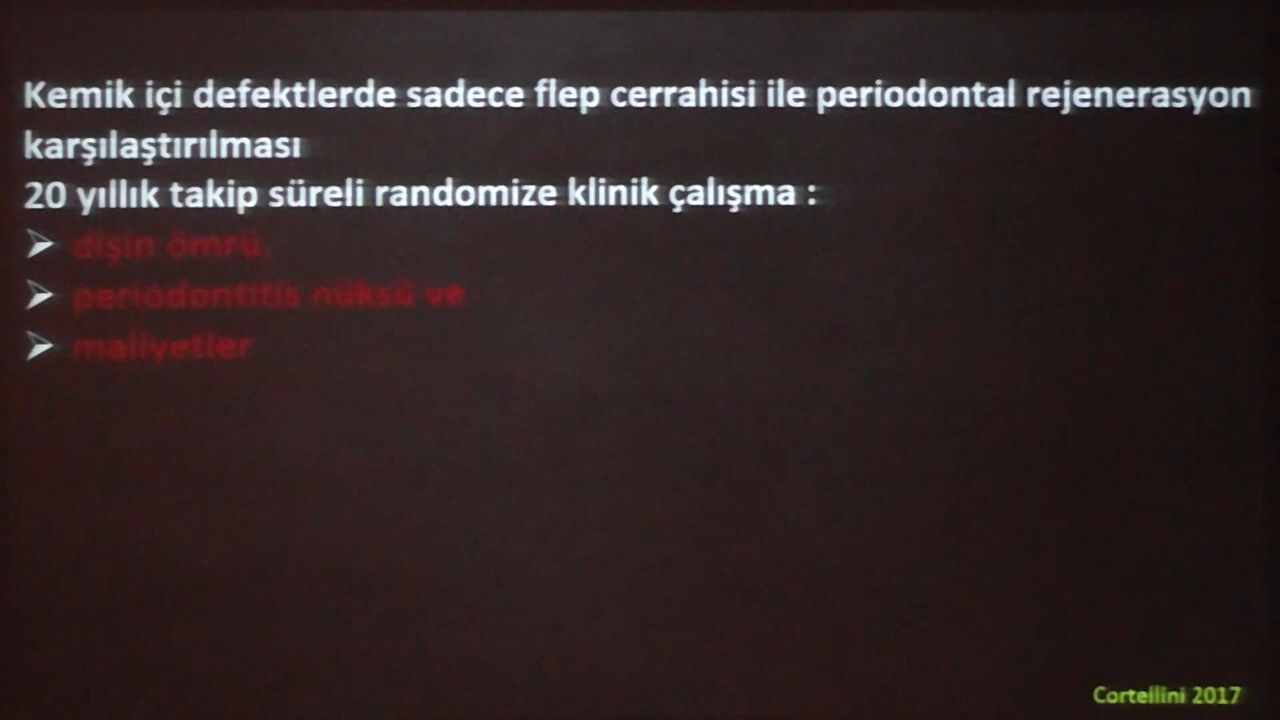 Kemik içi defektlerde sadece flep cerrahisi ile periodontal rejenerasyon
karşılaştırılması
20 yıllık takip süreli randomize klinik çalışma :
➢ dişin ömrü,
➢ periodontitis nüksü ve
➢ maliyetler
Cortellini 2017